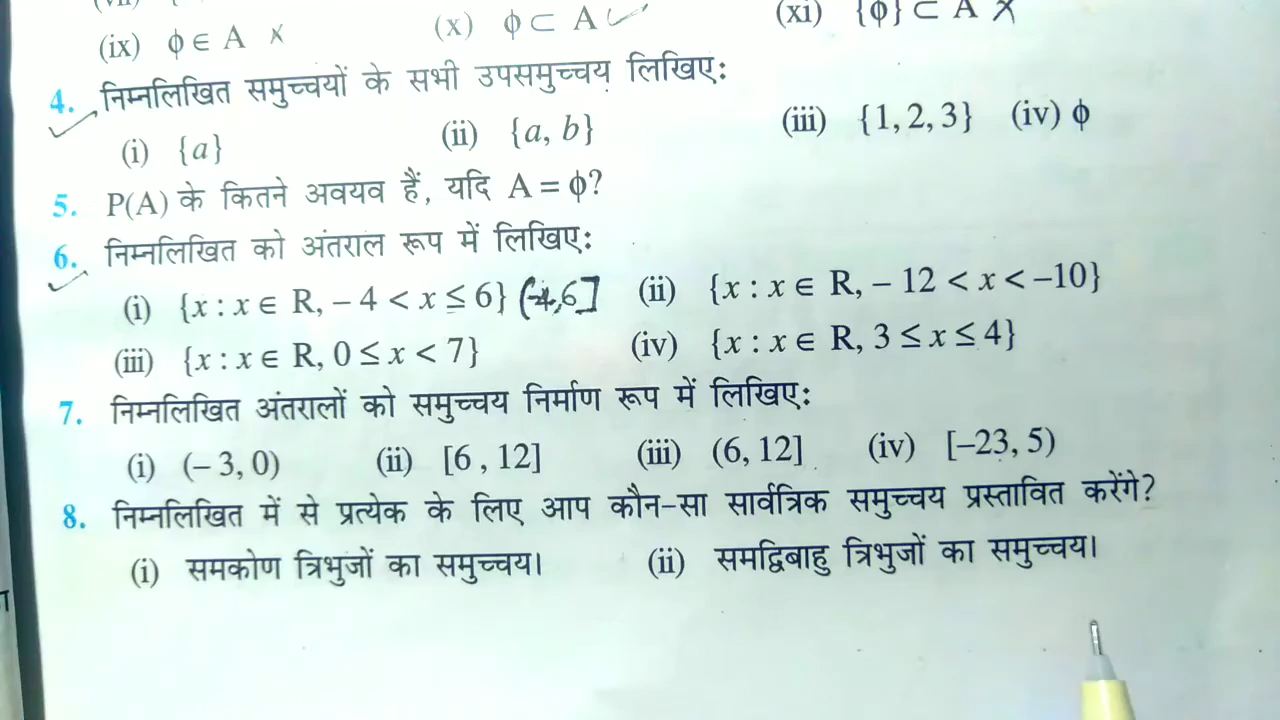 (ix) ϕ ∈ A × (x) ϕ ⊂ A ✓ (xi) {ϕ} ⊂ A ×
4. निम्नलिखित समुच्चयों के सभी उपसमुच्चय लिखिए:
(i) {a} (ii) {a, b} (iii) {1, 2, 3} (iv) ϕ
5. P(A) के कितने अवयव हैं, यदि A = ϕ?
6. निम्नलिखित को अंतराल रूप में लिखिए:
(i) {x : x ∈ R, – 4 < x ≤ 6} (-4,6] (ii) {x : x ∈ R, – 12 < x < –10}
(iii) {x : x ∈ R, 0 ≤ x < 7} (iv) {x : x ∈ R, 3 ≤ x ≤ 4}
7. निम्नलिखित अंतरालों को समुच्चय निर्माण रूप में लिखिए:
(i) (– 3, 0) (ii) [6 , 12] (iii) (6, 12] (iv) [–23, 5)
8. निम्नलिखित में से प्रत्येक के लिए आप कौन-सा सार्वत्रिक समुच्चय प्रस्तावित करेंगे?
(i) समकोण त्रिभुजों का समुच्चय। (ii) समद्विबाहु त्रिभुजों का समुच्चय।